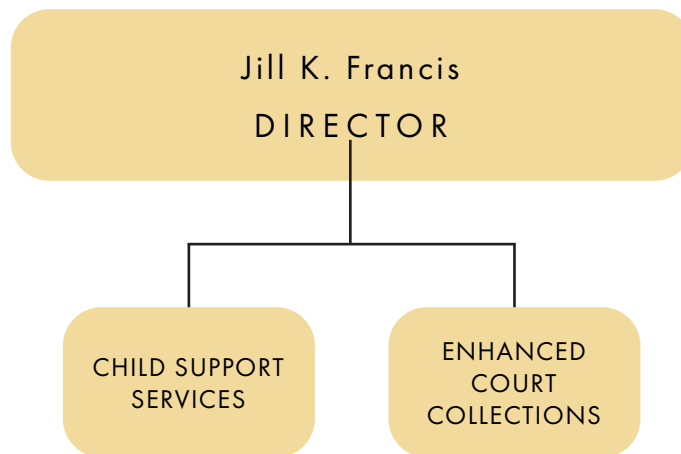 Jill K. Francis
DIRECTOR
CHILD SUPPORT
SERVICES
ENHANCED
COURT
COLLECTIONS